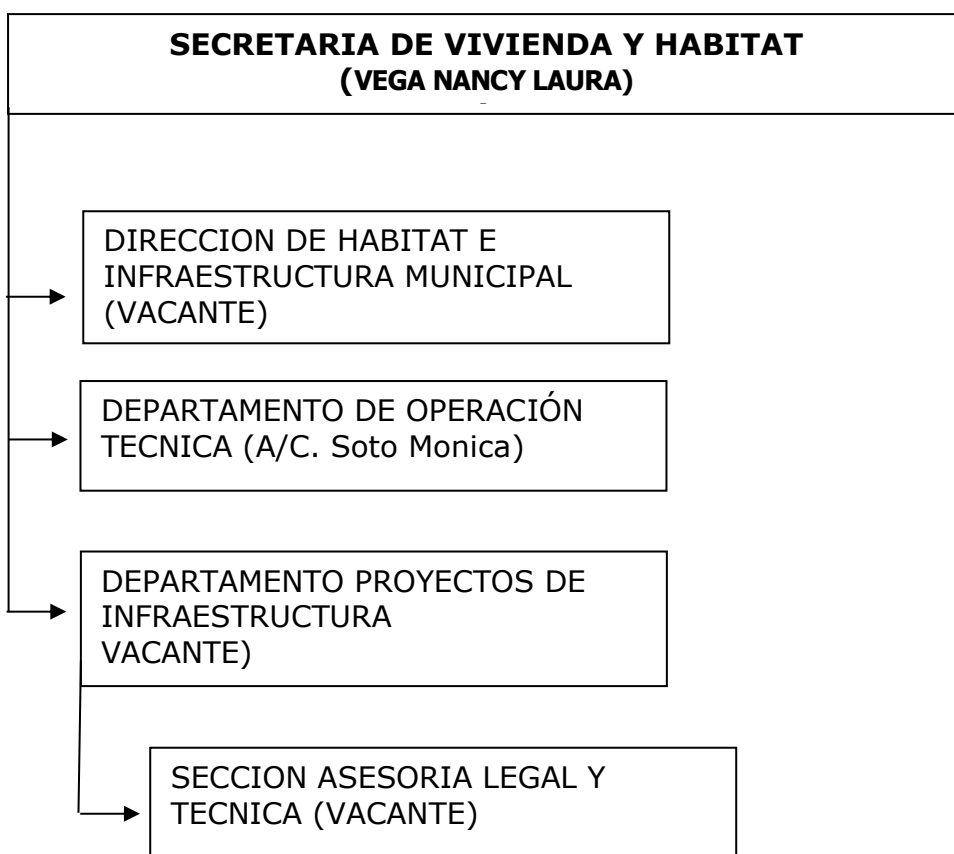 SECRETARIA DE VIVIENDA Y HABITAT
(VEGA NANCY LAURA)
DIRECCION DE HABITAT E
INFRAESTRUCTURA MUNICIPAL
(VACANTE)
DEPARTAMENTO DE OPERACIÓN
TECNICA (A/C. Soto Monica)
DEPARTAMENTO PROYECTOS DE
INFRAESTRUCTURA
VACANTE)
SECCION ASESORIA LEGAL Y
TECNICA (VACANTE)